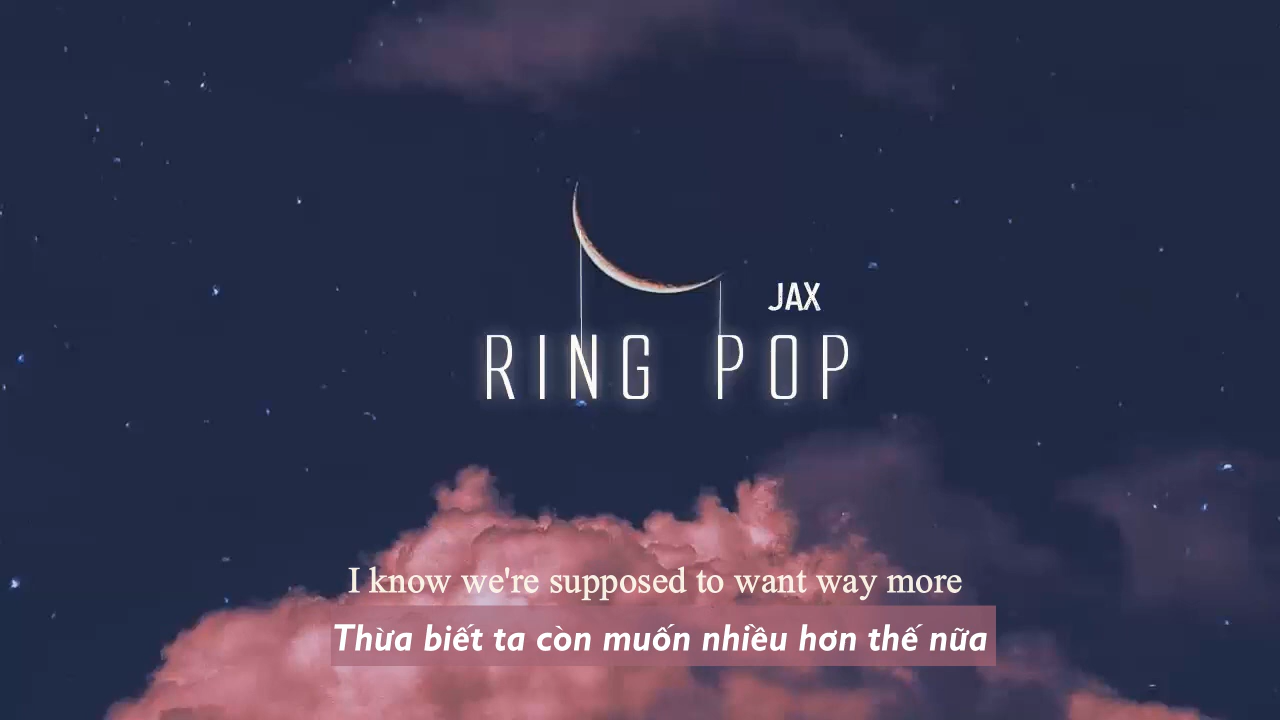 JAX
RING POP
I know we're supposed to want way more
Thừa biết ta còn muốn nhiều hơn thế nữa